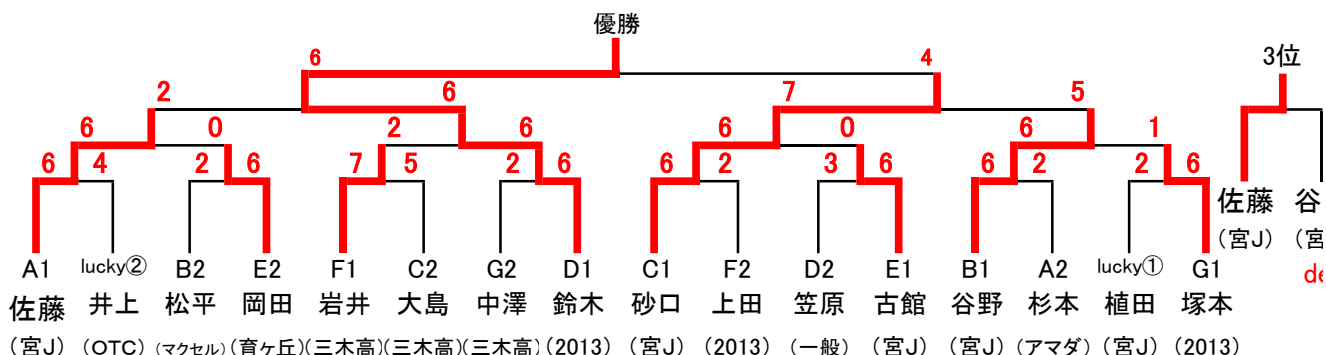 優勝
6 4 3位
2 6 7 5
6 0 2 6 6 0 6 1
6 4 2 6 7 5 2 6 6 2 3 6 6 2 2 6
佐藤 谷
(宮J) (宮
de
A1 lucky② B2 E2 F1 C2 G2 D1 C1 F2 D2 E1 B1 A2 lucky① G1
佐藤 井上 松平 岡田 岩井 大島 中澤 鈴木 砂口 上田 笠原 古館 谷野 杉本 植田 塚本
(宮J) (OTC) (マクセル) (育ヶ丘) (三木高) (三木高) (三木高) (2013) (宮J) (2013) (一般) (宮J) (宮J) (アマダ) (宮J) (2013)